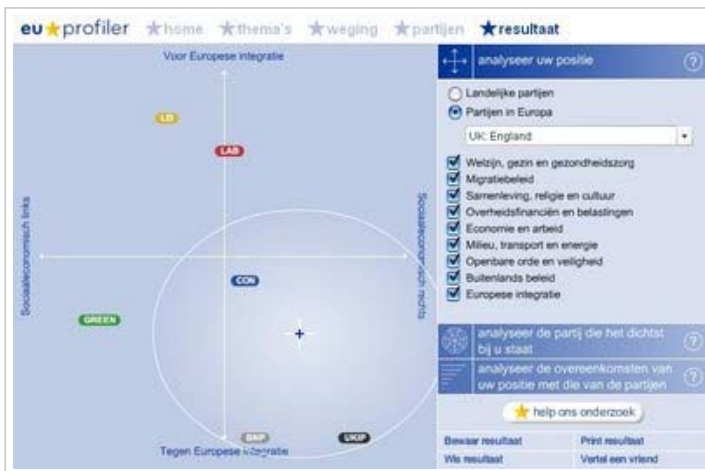 eu profiler home thema's weging partijen resultaat
Voor Europese integratie
LD
LAB
CON
GREEN
BNP
UKIP
Tegen Europese integratie
Sociaaleconomisch links
Sociaaleconomisch rechts
analyseer uw positie ?
Landelijke partijen
Partijen in Europa
UK: England
Welzijn, gezin en gezondheidszorg
Migratiebeleid
Samenleving, religie en cultuur
Overheidsfinanciën en belastingen
Economie en arbeid
Milieu, transport en energie
Openbare orde en veiligheid
Buitenlands beleid
Europese integratie
analyseer de partij die het dichtst
bij u staat ?
analyseer de overeenkomsten van
uw positie met die van de partijen ?
help ons onderzoek
Bewaar resultaat Print resultaat
Wis resultaat Vertel een vriend